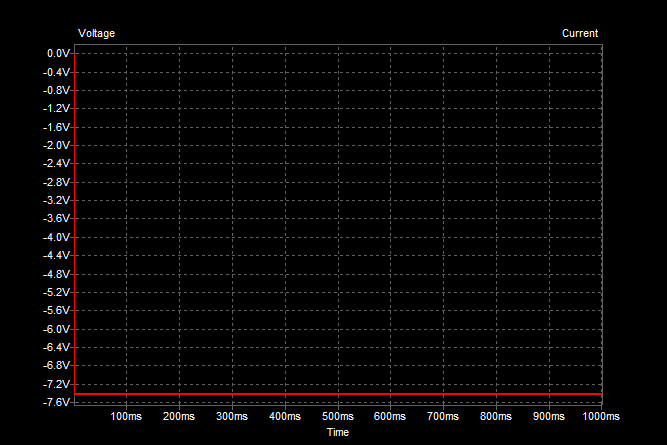 Voltage Current
0.0V
-0.4V
-0.8V
-1.2V
-1.6V
-2.0V
-2.4V
-2.8V
-3.2V
-3.6V
-4.0V
-4.4V
-4.8V
-5.2V
-5.6V
-6.0V
-6.4V
-6.8V
-7.2V
-7.6V
100ms 200ms 300ms 400ms 500ms 600ms 700ms 800ms 900ms 1000ms
Time